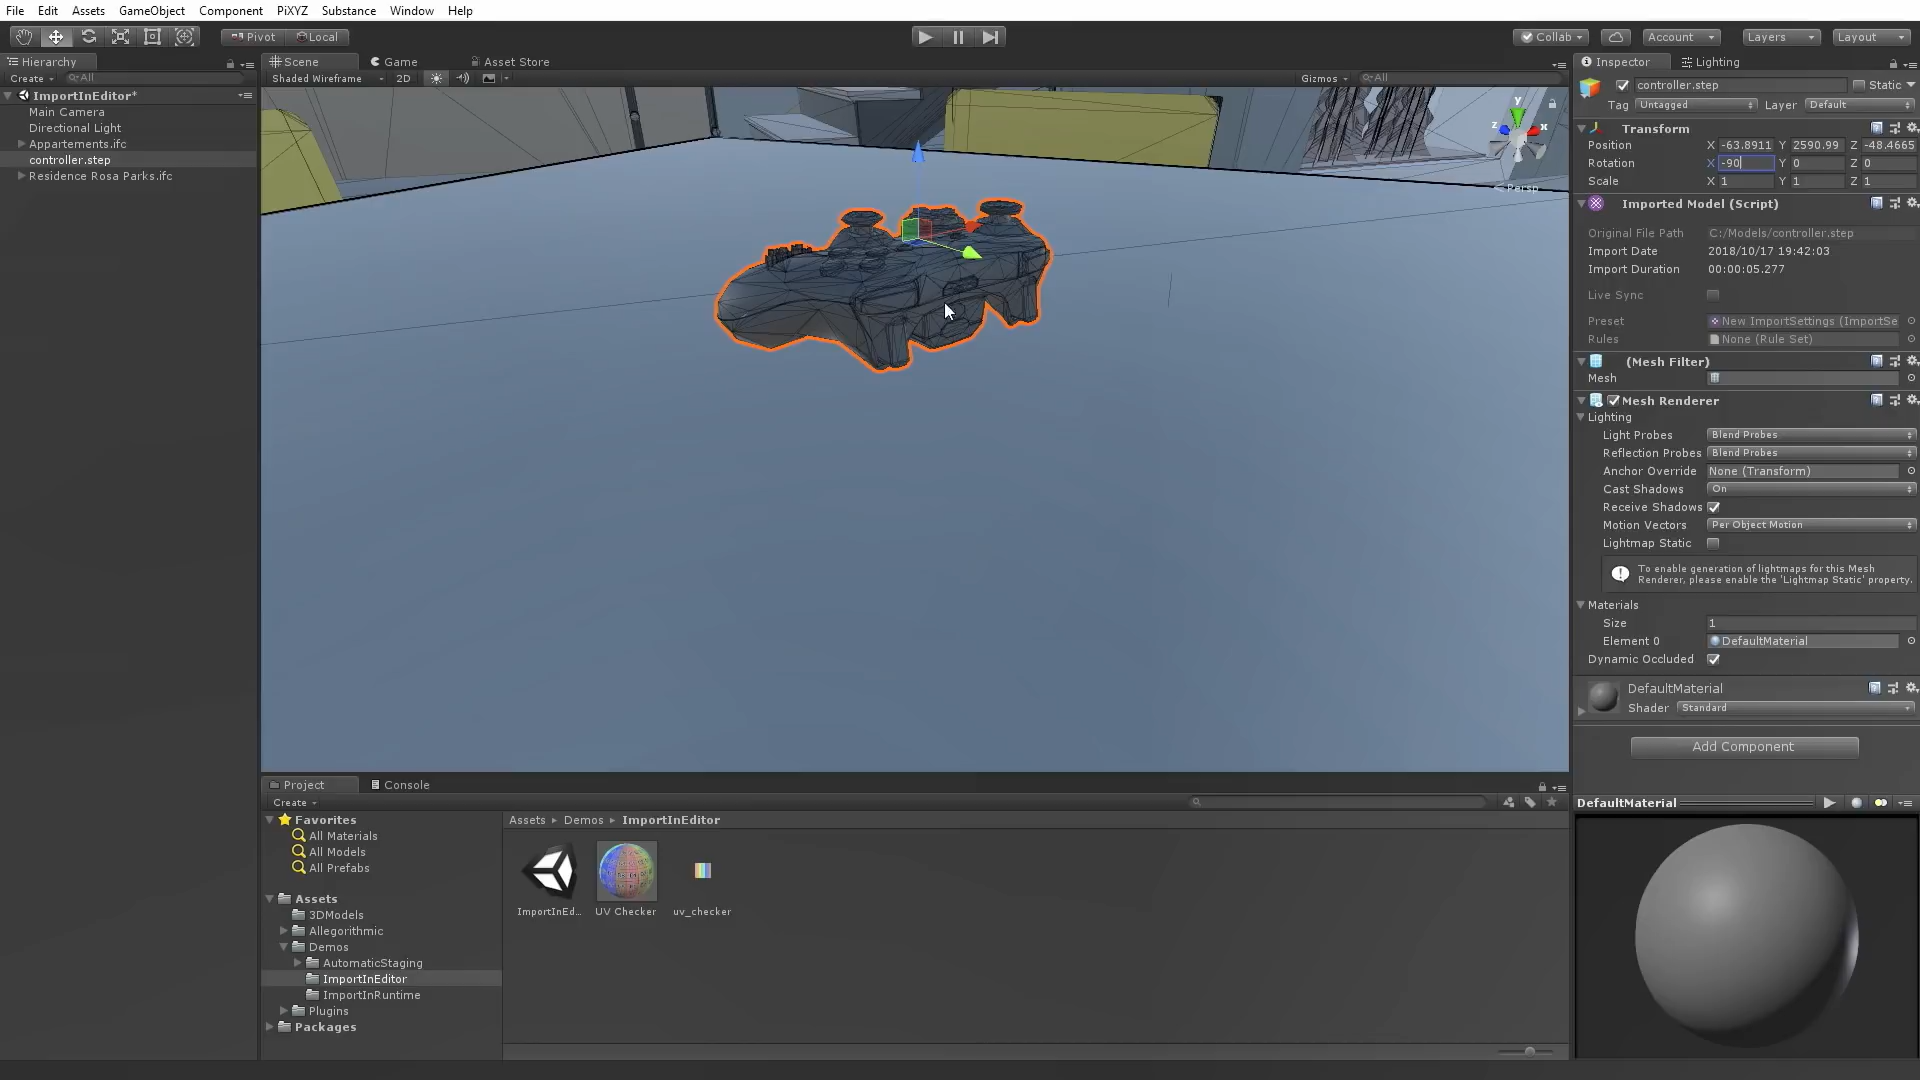 File Edit Assets GameObject Component PiXYZ Substance Window Help
Pivot Local Collab Account Layers Layout
Hierarchy
Create All
ImportInEditor*
Main Camera
Directional Light
Appartements.ifc
controller.step
Residence Rosa Parks.ifc
Scene Game Asset Store
Shaded Wireframe 2D Gizmos All
y
z x
Persp
Inspector Lighting
controller.step Static
Tag Untagged Layer Default
Transform
Position X -63.8911 Y 2590.99 Z -48.4665
Rotation X -90 Y 0 Z 0
Scale X 1 Y 1 Z 1
Imported Model (Script)
Original File Path C:/Models/controller.step
Import Date 2018/10/17 19:42:03
Import Duration 00:00:05.277
Live Sync
Preset New ImportSettings (ImportSe
Rules None (Rule Set)
(Mesh Filter)
Mesh
Mesh Renderer
Lighting
Light Probes Blend Probes
Reflection Probes Blend Probes
Anchor Override None (Transform)
Cast Shadows On
Receive Shadows
Motion Vectors Per Object Motion
Lightmap Static
To enable generation of lightmaps for this Mesh
Renderer, please enable the 'Lightmap Static' property.
Materials
Size 1
Element 0 DefaultMaterial
Dynamic Occluded
DefaultMaterial
Shader Standard
Add Component
DefaultMaterial
Project Console
Create
Favorites
All Materials
All Models
All Prefabs
Assets
3DModels
Allegorithmic
Demos
AutomaticStaging
ImportInEditor
ImportInRuntime
Plugins
Packages
Assets Demos ImportInEditor
ImportInEd... UV Checker uv_checker